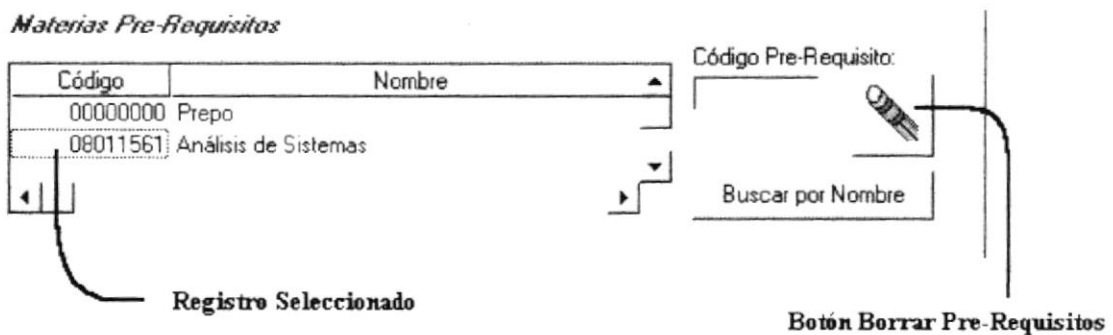 Materias Pre-Requisitos
Código Pre-Requisito:
Código Nombre
00000000 Prepo
08011561 Análisis de Sistemas
Buscar por Nombre
Registro Seleccionado
Botón Borrar Pre-Requisitos